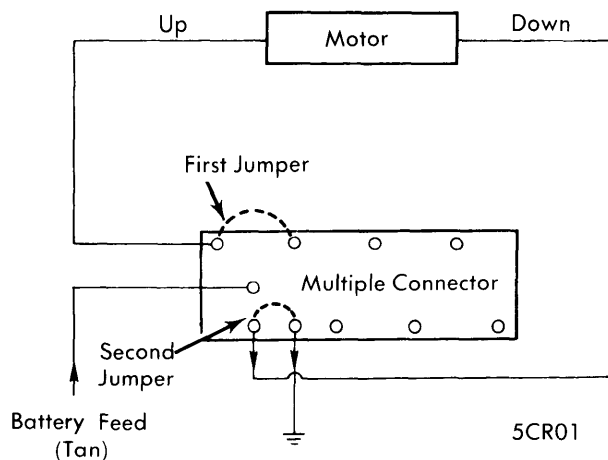 Up
Motor
Down
First Jumper
Multiple Connector
Second
Jumper
Battery Feed
(Tan)
5CR01